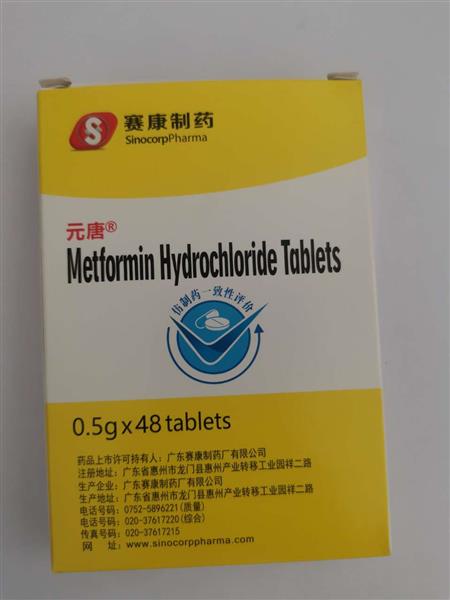 S 赛康制药
SinocorpPharma
元唐®
Metformin Hydrochloride Tablets
仿制药一致性评价
0.5g x 48 tablets
药品上市许可持有人：广东赛康制药厂有限公司
注册地址：广东省惠州市龙门县惠州产业转移工业园祥二路
生产企业：广东赛康制药厂有限公司
生产地址：广东省惠州市龙门县惠州产业转移工业园祥二路
电话号码：0752-5896221(质量)
电话号码：020-37617220(综合)
传真号码：020-37617215
网 址：www.sinocorppharma.com